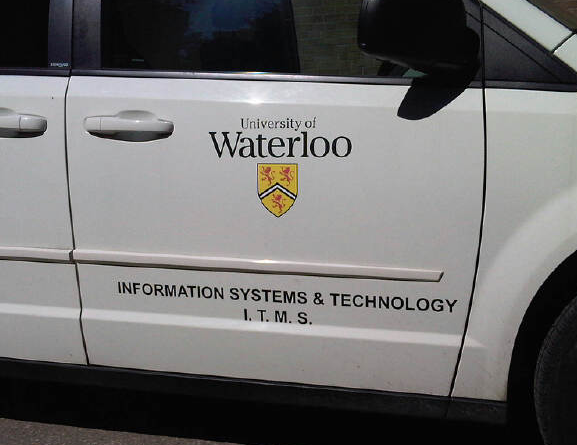 University of
Waterloo
INFORMATION SYSTEMS & TECHNOLOGY
I. T. M. S.